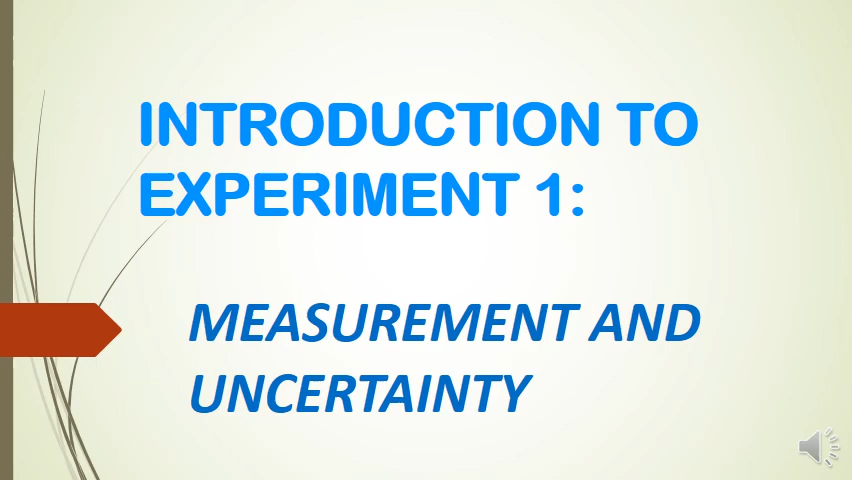 INTRODUCTION TO
EXPERIMENT 1:
MEASUREMENT AND
UNCERTAINTY